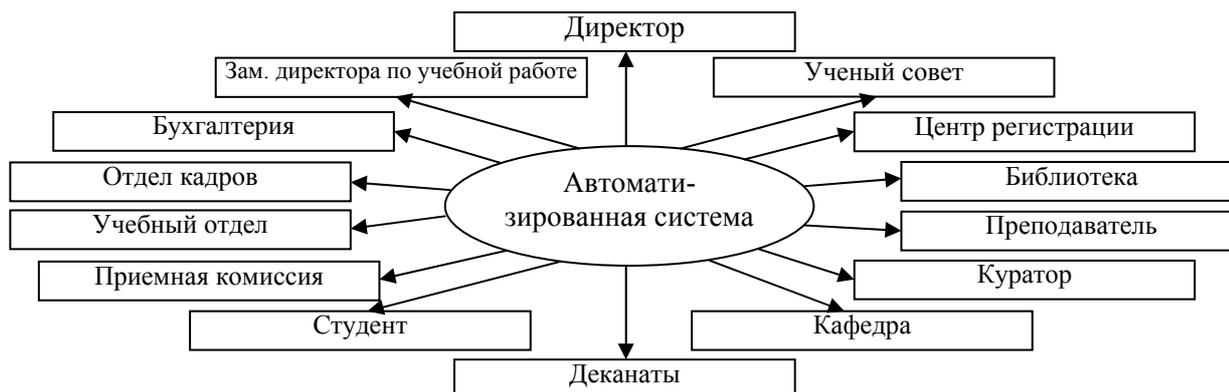 Директор
Зам. директора по учебной работе
Ученый совет
Бухгалтерия
Центр регистрации
Отдел кадров
Автомати-
зированная система
Библиотека
Учебный отдел
Преподаватель
Приемная комиссия
Куратор
Студент
Кафедра
Деканаты